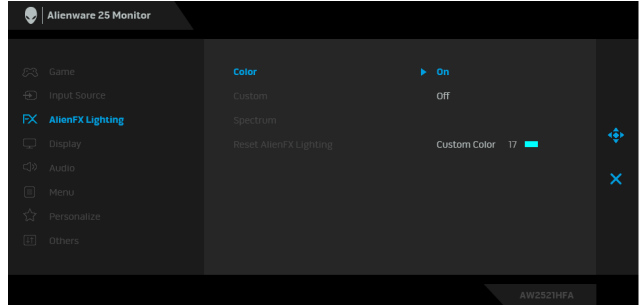 Alienware 25 Monitor
Game
Input Source
FX AlienFX Lighting
Display
Audio
Menu
Personalize
Others
Color On
Custom Off
Spectrum
Reset AlienFX Lighting Custom Color 17
AW2521HFA